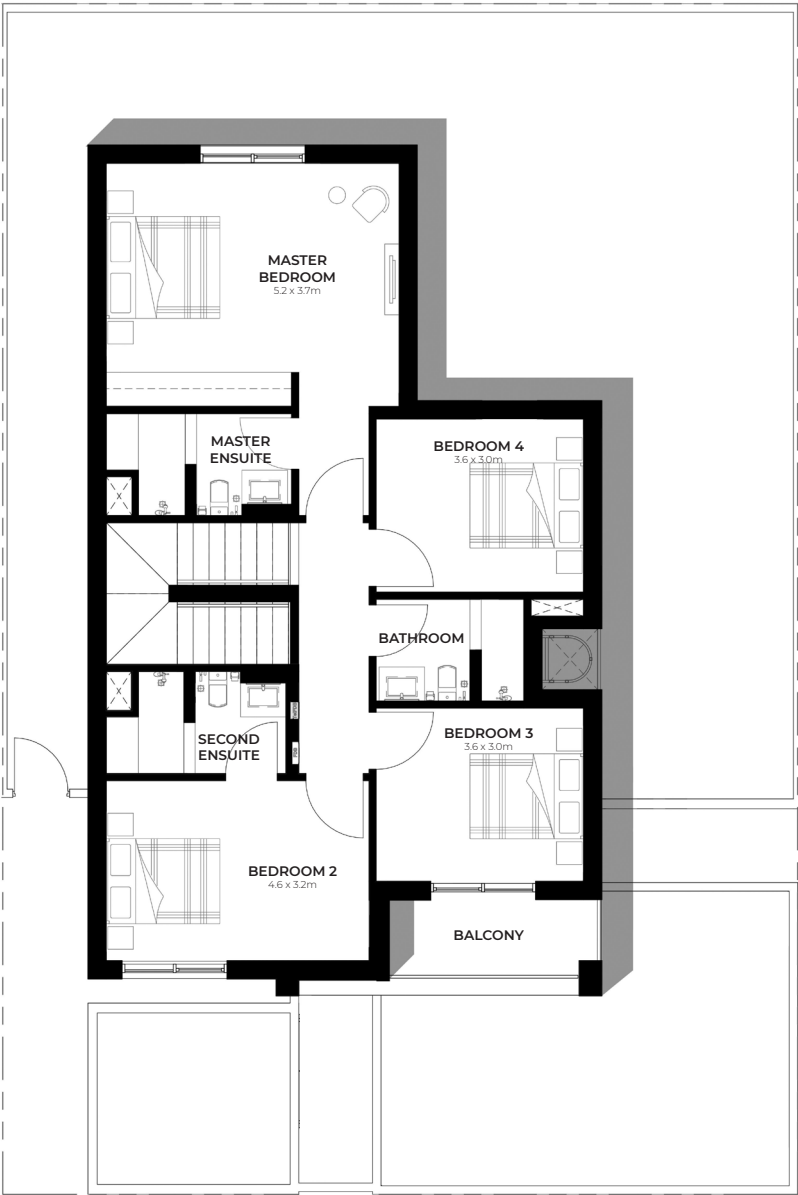 MASTER
BEDROOM
5.2 x 3.7m
MASTER
ENSUITE
BEDROOM 4
3.6 x 3.0m
BATHROOM
SECOND
ENSUITE
BEDROOM 3
3.6 x 3.0m
BEDROOM 2
4.6 x 3.2m
BALCONY